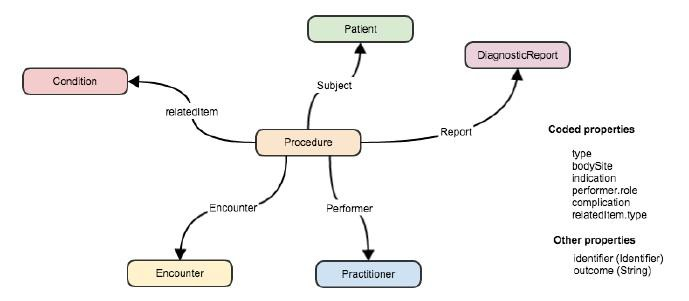 Patient
DiagnosticReport
Condition
Subject
relatedItem
Report
Procedure
Encounter
Performer
Encounter
Practitioner
Coded properties
type
bodySite
indication
performer.role
complication
relatedItem.type
Other properties
identifier (Identifier)
outcome (String)